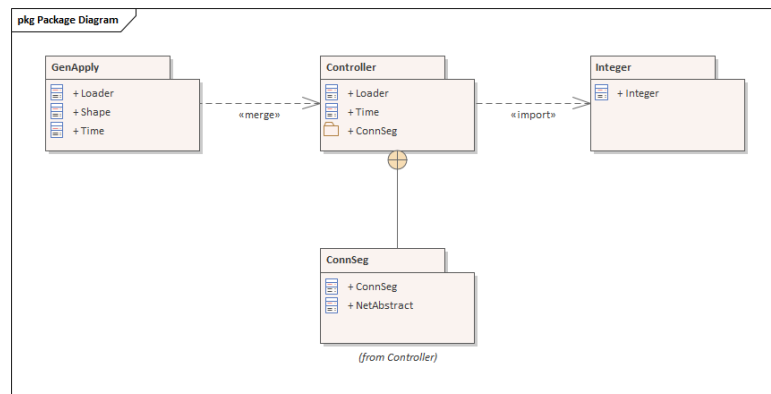 pkg Package Diagram
GenApply
+ Loader
+ Shape
+ Time
«merge»
Controller
+ Loader
+ Time
+ ConnSeg
«import»
Integer
+ Integer
ConnSeg
+ ConnSeg
+ NetAbstract
(from Controller)